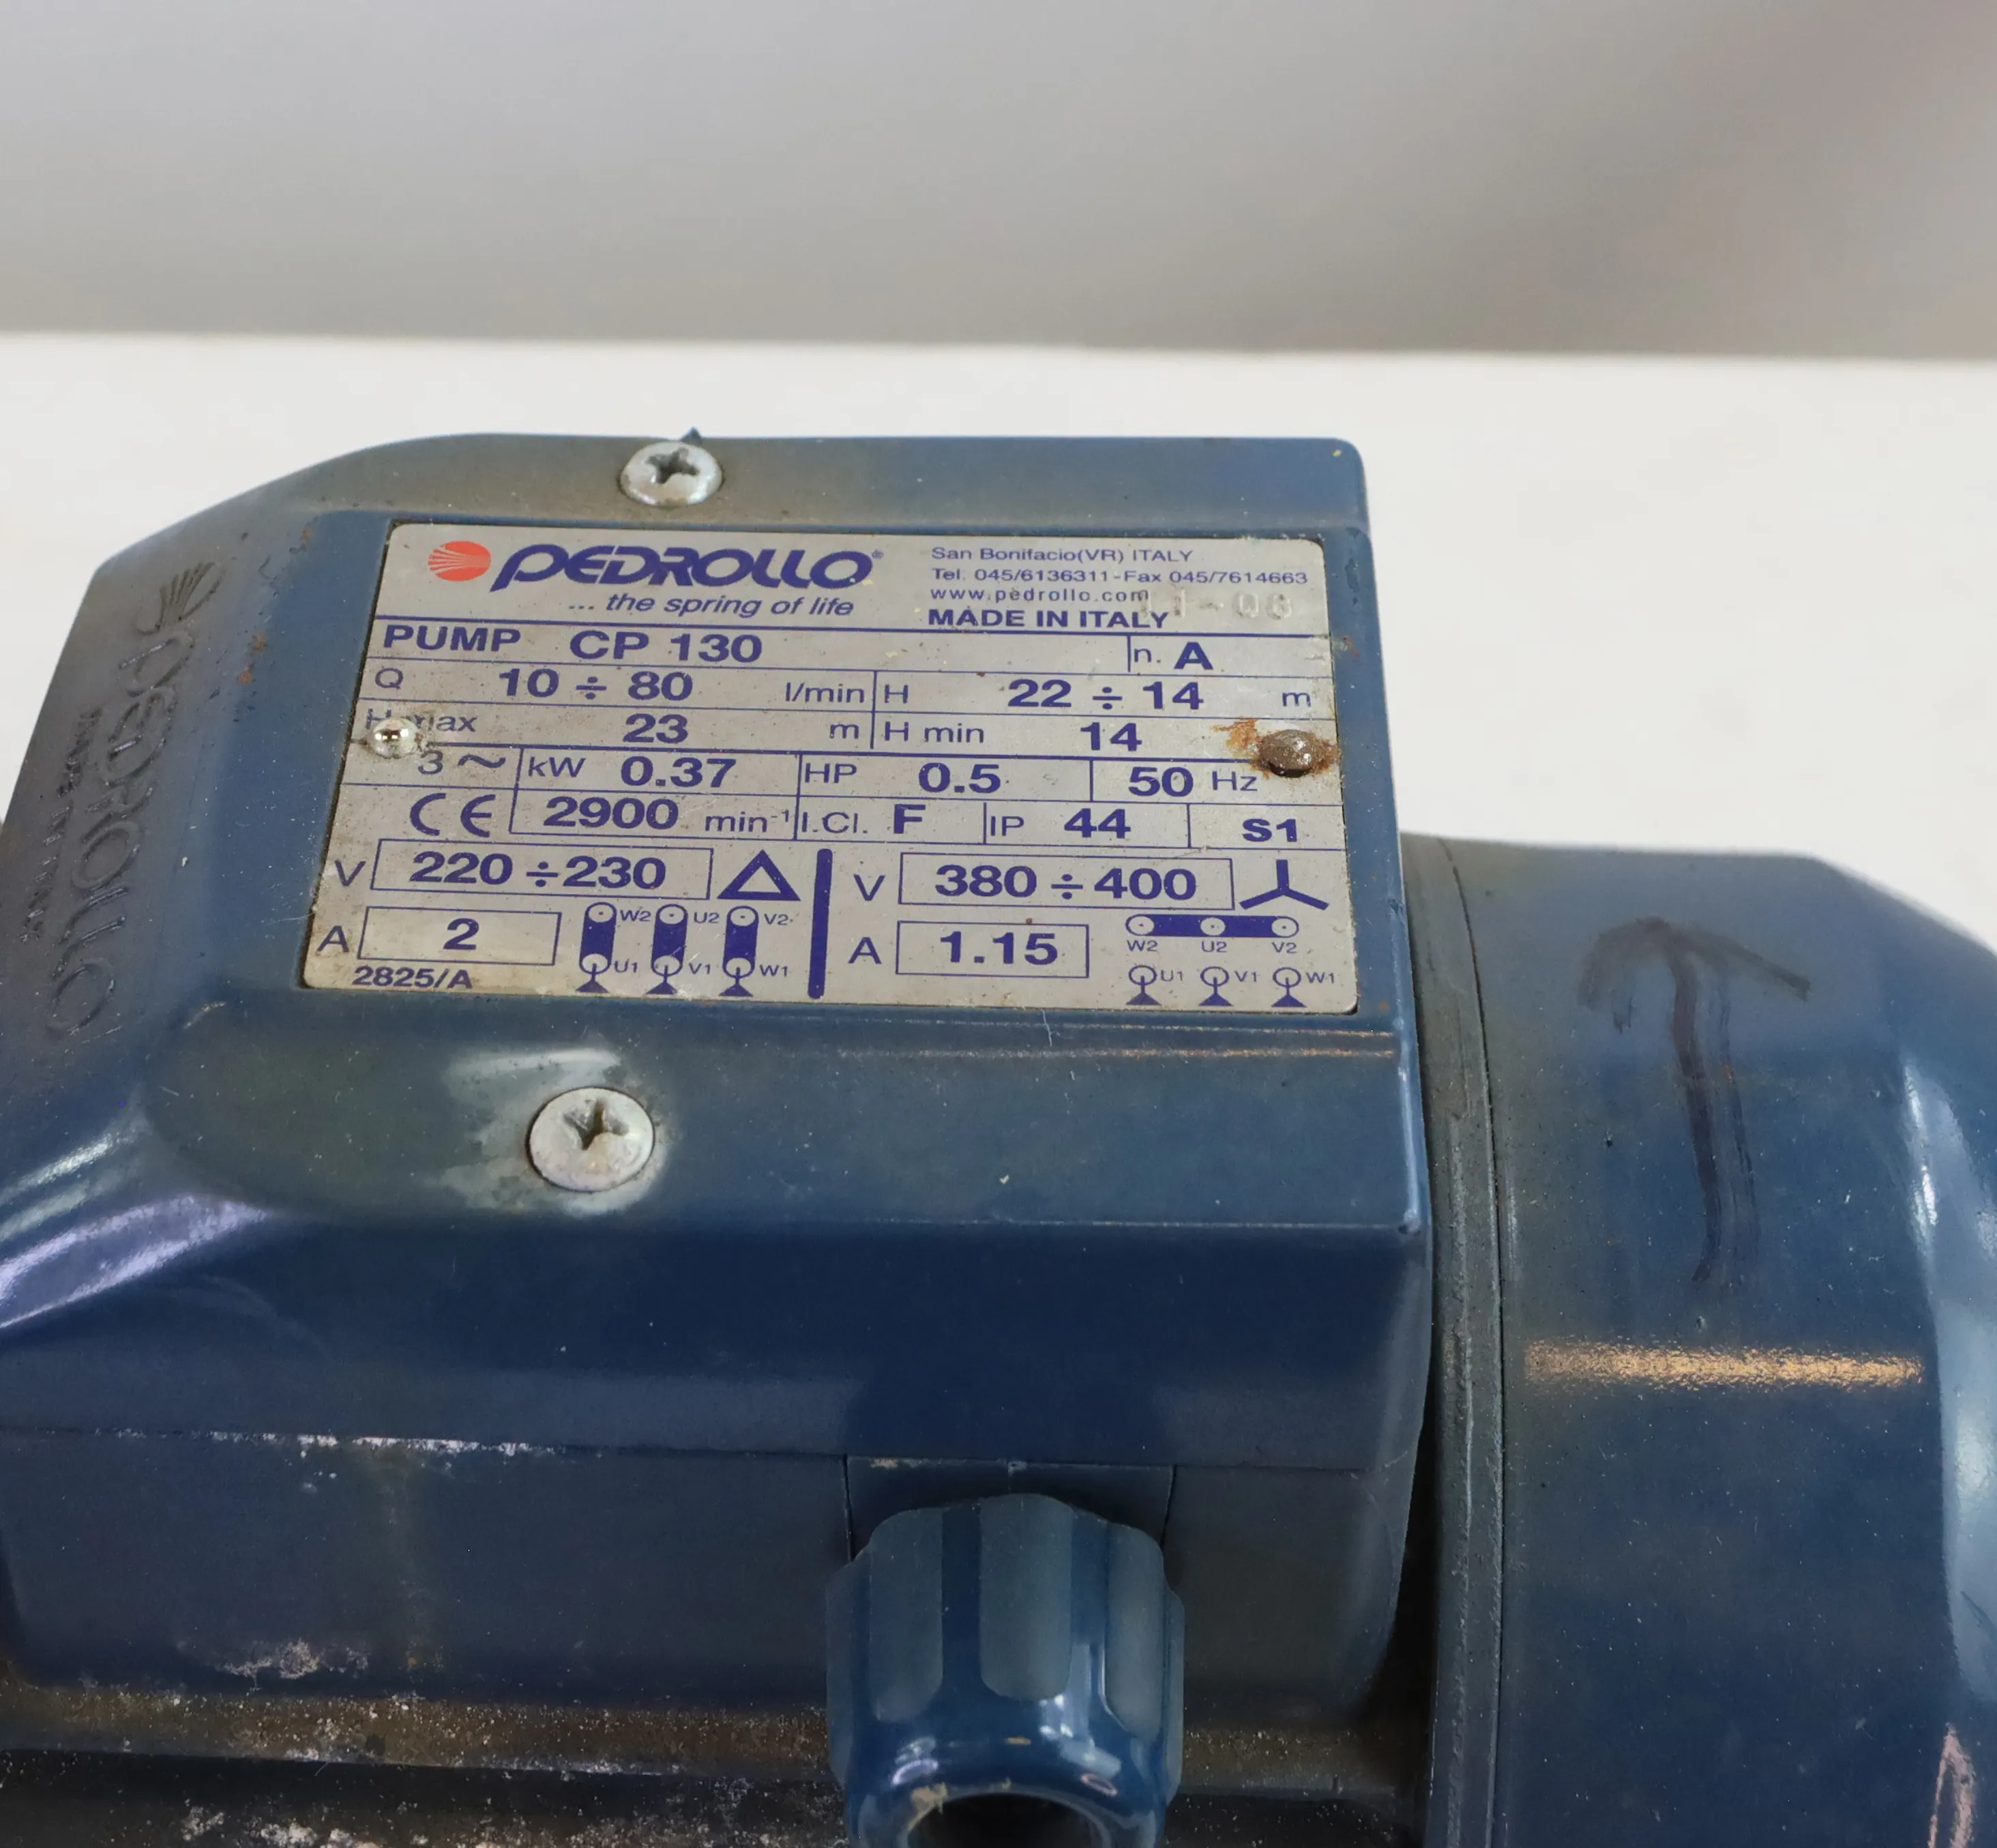 PEDROLLO®
... the spring of life
San Bonifacio(VR) ITALY
Tel. 045/6136311-Fax 045/7614663
www.pedrollo.com
MADE IN ITALY
PUMP CP 130 n. A
Q 10 ÷ 80 l/min H 22 ÷ 14 m
H max 23 m H min 14
3 ~ kW 0.37 HP 0.5 50 Hz
CE 2900 min⁻¹ I.Cl. F IP 44 S1
V 220 ÷230 Δ V 380 ÷ 400
A 2 W2 U2 V2 A 1.15 W2 U2 V2
U1 V1 W1 U1 V1 W1
2825/A
PEDROLLO